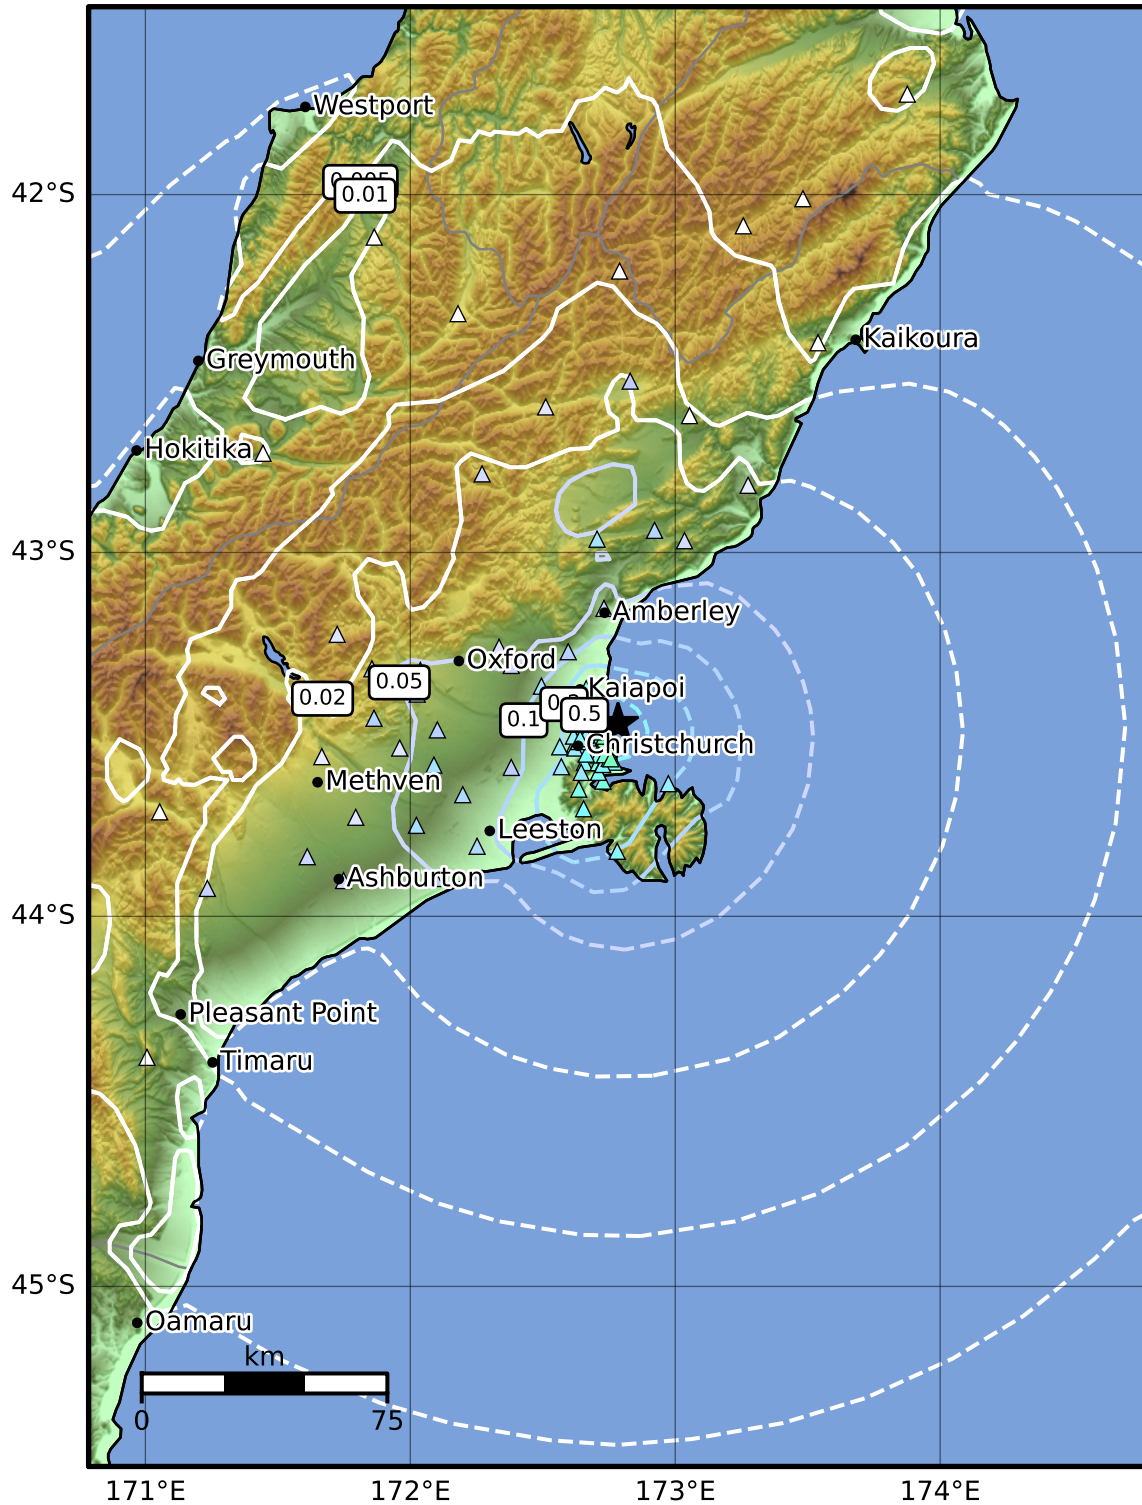 Westport
42°S
0.01
Kaikoura
Greymouth
Hokitika
43°S
Amberley
Oxford
0.05
Kaiapoi
0.02
0.5
0.1
Christchurch
Methven
Leeston
Ashburton
44°S
Pleasant Point
Timaru
45°S
Oamaru
km
0 75
171°E 172°E 173°E 174°E